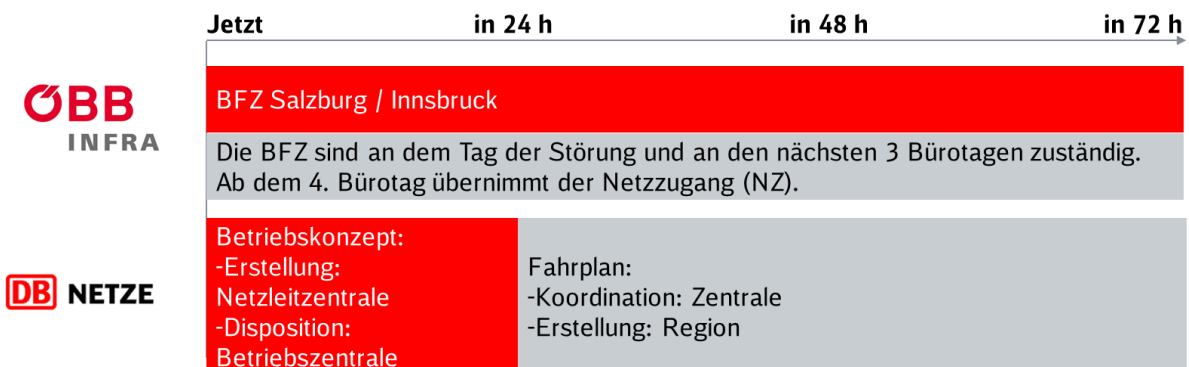 Jetzt in 24 h in 48 h in 72 h
ÖBB
INFRA
BFZ Salzburg / Innsbruck
Die BFZ sind an dem Tag der Störung und an den nächsten 3 Bürotagen zuständig.
Ab dem 4. Bürotag übernimmt der Netzzugang (NZ).
DB NETZE
Betriebskonzept:
-Erstellung:
Netzleitzentrale
-Disposition:
Betriebszentrale
Fahrplan:
-Koordination: Zentrale
-Erstellung: Region